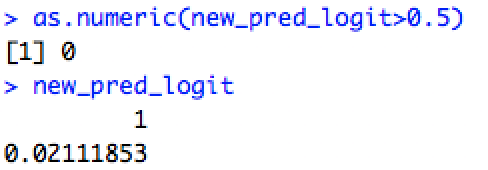 > as.numeric(new_pred_logit>0.5)
[1] 0
> new_pred_logit
         1
0.02111853